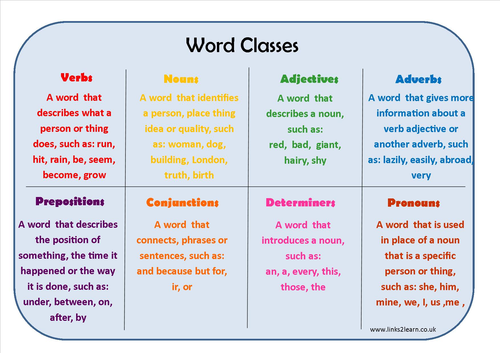 Word Classes
Verbs
A word that
describes what a
person or thing
does, such as: run,
hit, rain, be, seem,
become, grow
Nouns
A word that identifies
a person, place thing
idea or quality, such
as: woman, dog,
building, London,
truth, birth
Adjectives
A word that
describes a noun,
such as:
red, bad, giant,
hairy, shy
Adverbs
A word that gives more
information about a
verb adjective or
another adverb, such
as: lazily, easily, abroad,
very
Prepositions
A word that describes
the position of
something, the time it
happened or the way
it is done, such as:
under, between, on,
after, by
Conjunctions
A word that
connects, phrases or
sentences, such as:
and because but for,
ir, or
Determiners
A word that
introduces a noun,
such as:
an, a, every, this,
those, the
Pronouns
A word that is used
in place of a noun
that is a specific
person or thing,
such as: she, him,
mine, we, I, us ,me ,
www.links2learn.co.uk